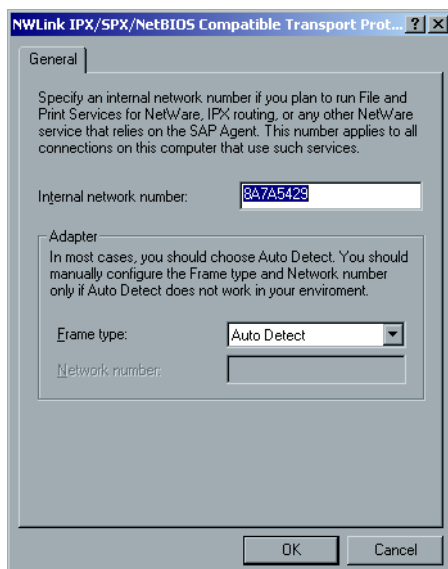 NWLink IPX/SPX/NetBIOS Compatible Transport Prot...
General
Specify an internal network number if you plan to run File and
Print Services for NetWare, IPX routing, or any other NetWare
service that relies on the SAP Agent. This number applies to all
connections on this computer that use such services.
Internal network number: 8A7A5429
Adapter
In most cases, you should choose Auto Detect. You should
manually configure the Frame type and Network number
only if Auto Detect does not work in your enviroment.
Frame type: Auto Detect
Network number:
OK Cancel